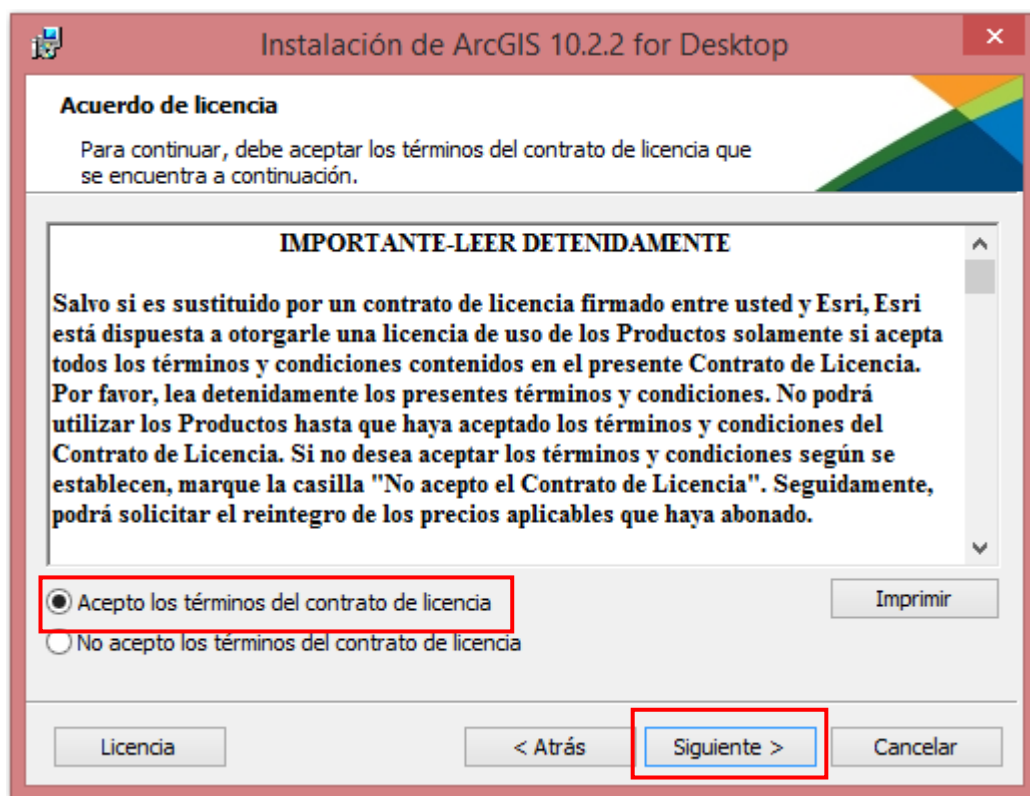 Instalación de ArcGIS 10.2.2 for Desktop
Acuerdo de licencia
Para continuar, debe aceptar los términos del contrato de licencia que
se encuentra a continuación.
IMPORTANTE-LEER DETENIDAMENTE
Salvo si es sustituido por un contrato de licencia firmado entre usted y Esri, Esri
está dispuesta a otorgarle una licencia de uso de los Productos solamente si acepta
todos los términos y condiciones contenidos en el presente Contrato de Licencia.
Por favor, lea detenidamente los presentes términos y condiciones. No podrá
utilizar los Productos hasta que haya aceptado los términos y condiciones del
Contrato de Licencia. Si no desea aceptar los términos y condiciones según se
establecen, marque la casilla "No acepto el Contrato de Licencia". Seguidamente,
podrá solicitar el reintegro de los precios aplicables que haya abonado.
Acepto los términos del contrato de licencia
Imprimir
No acepto los términos del contrato de licencia
Licencia
< Atrás
Siguiente >
Cancelar